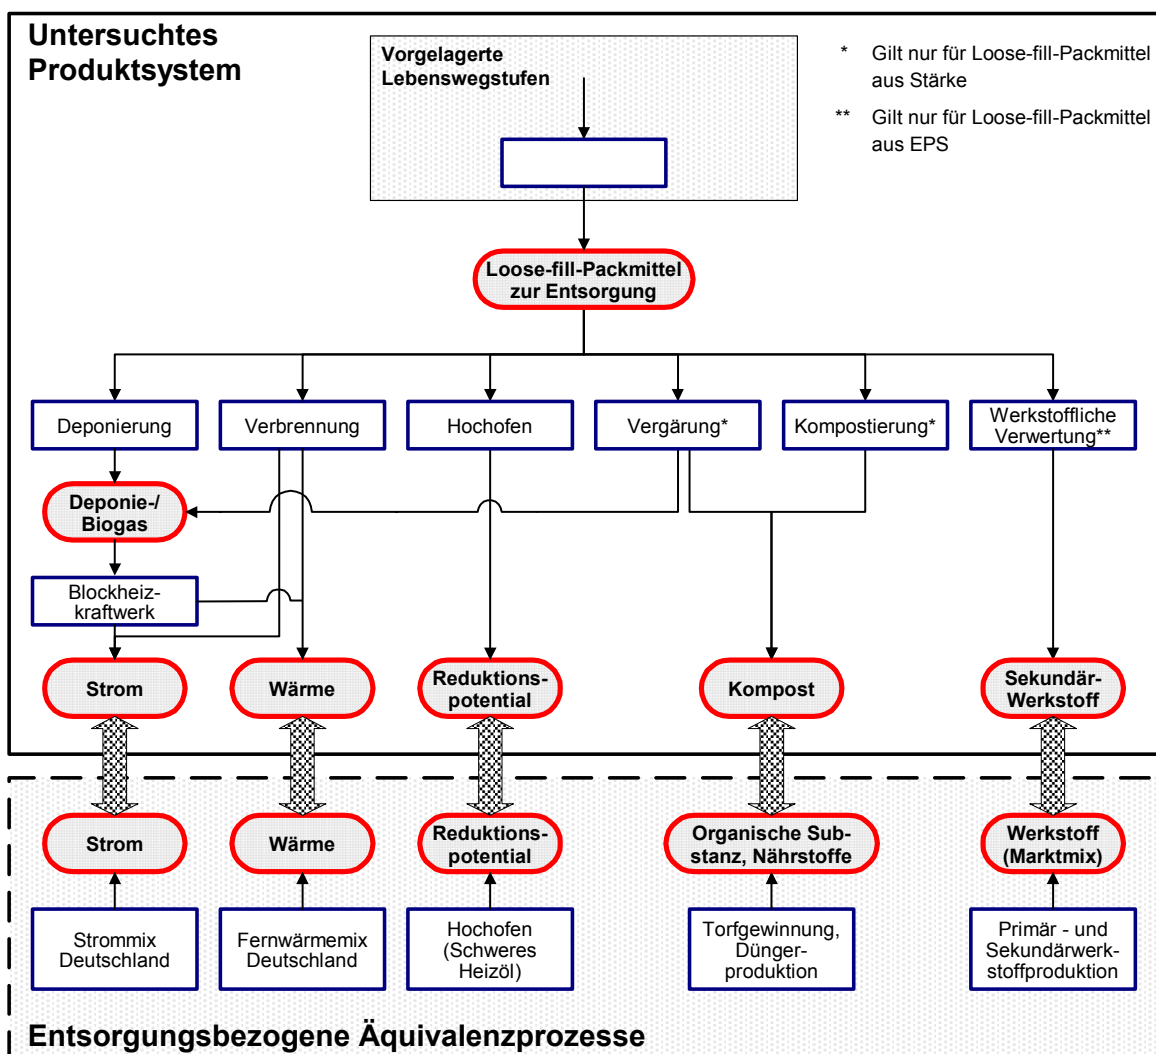 Untersuchtes
Produktsystem
Vorgelagerte
Lebenswegstufen
* Gilt nur für Loose-fill-Packmittel
aus Stärke
** Gilt nur für Loose-fill-Packmittel
aus EPS
Loose-fill-Packmittel
zur Entsorgung
Deponierung
Verbrennung
Hochofen
Vergärung*
Kompostierung*
Werkstoffliche
Verwertung**
Deponie-/
Biogas
Blockheiz-
kraftwerk
Strom
Wärme
Reduktions-
potential
Kompost
Sekundär-
Werkstoff
Strom
Wärme
Reduktions-
potential
Organische Sub-
stanz, Nährstoffe
Werkstoff
(Marktmix)
Strommix
Deutschland
Fernwärmemix
Deutschland
Hochofen
(Schweres
Heizöl)
Torfgewinnung,
Dünger-
produktion
Primär - und
Sekundärwerk-
stoffproduktion
Entsorgungsbezogene Äquivalenzprozesse